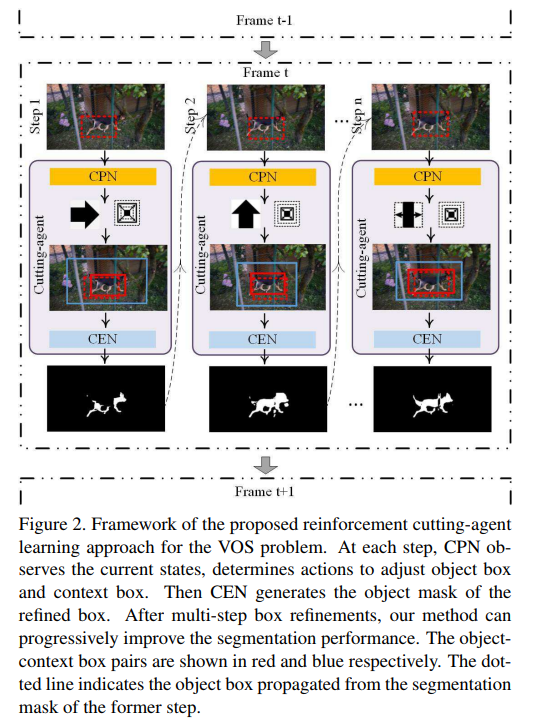 Frame t-1
Frame t
Step 1
Step 2
Step n
...
CPN
CPN
CPN
Cutting-agent
Cutting-agent
Cutting-agent
CEN
CEN
CEN
...
Frame t+1
Figure 2. Framework of the proposed reinforcement cutting-agent
learning approach for the VOS problem. At each step, CPN ob-
serves the current states, determines actions to adjust object box
and context box. Then CEN generates the object mask of the
refined box. After multi-step box refinements, our method can
progressively improve the segmentation performance. The object-
context box pairs are shown in red and blue respectively. The dot-
ted line indicates the object box propagated from the segmentation
mask of the former step.